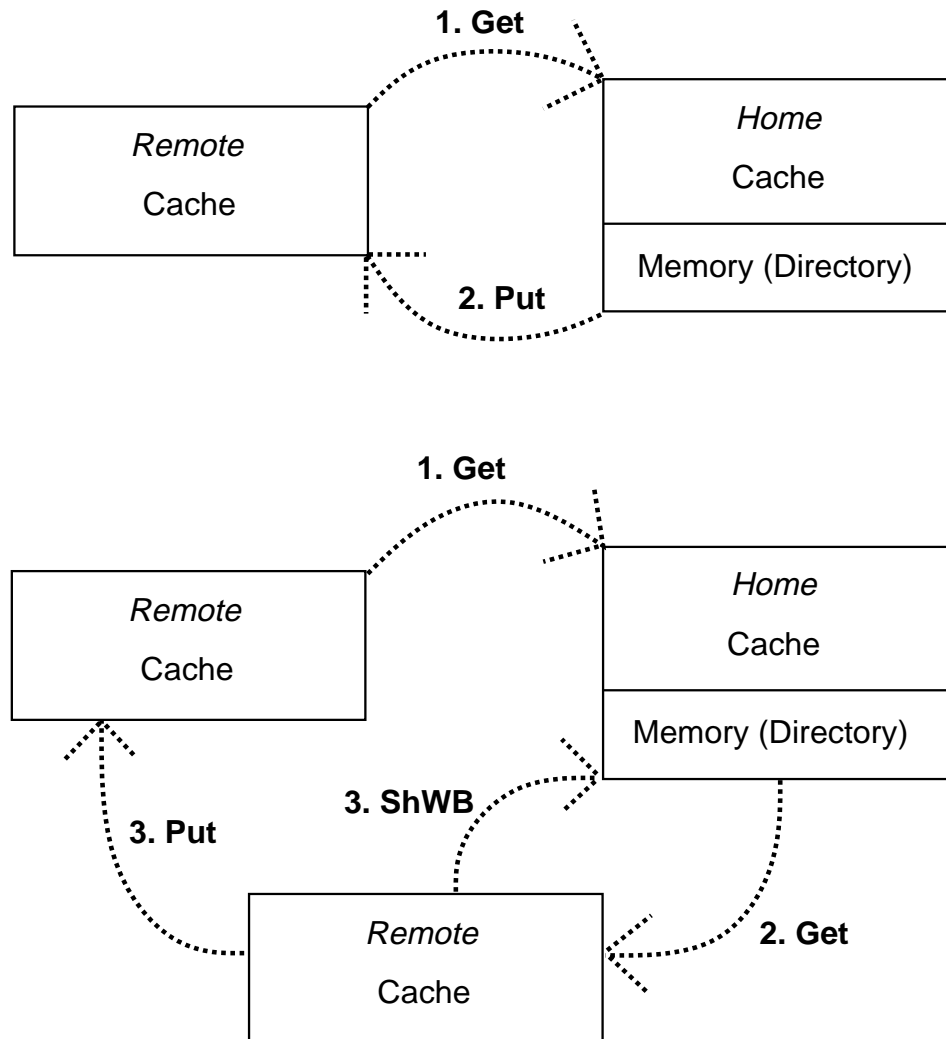 1. Get
Remote
Cache
Home
Cache
Memory (Directory)
2. Put
1. Get
Remote
Cache
Home
Cache
Memory (Directory)
3. ShWB
3. Put
2. Get
Remote
Cache